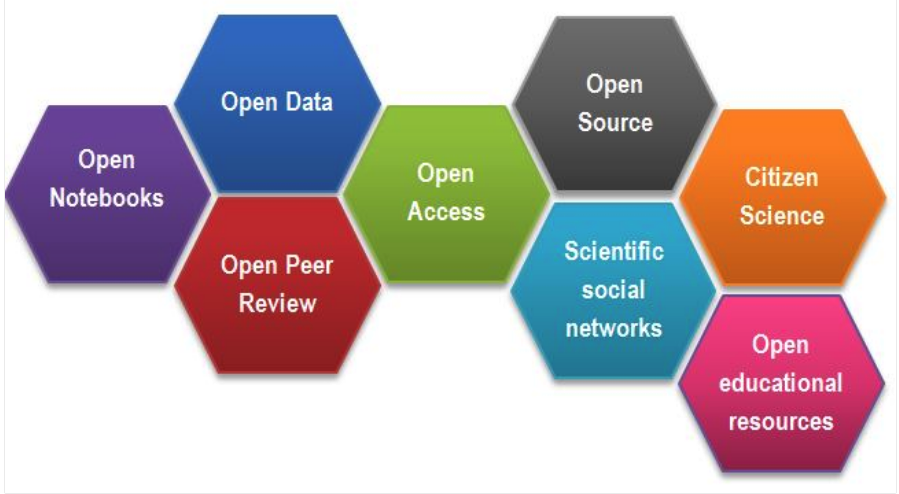 Open
Notebooks
Open Data
Open Peer
Review
Open
Access
Open
Source
Scientific
social
networks
Citizen
Science
Open
educational
resources